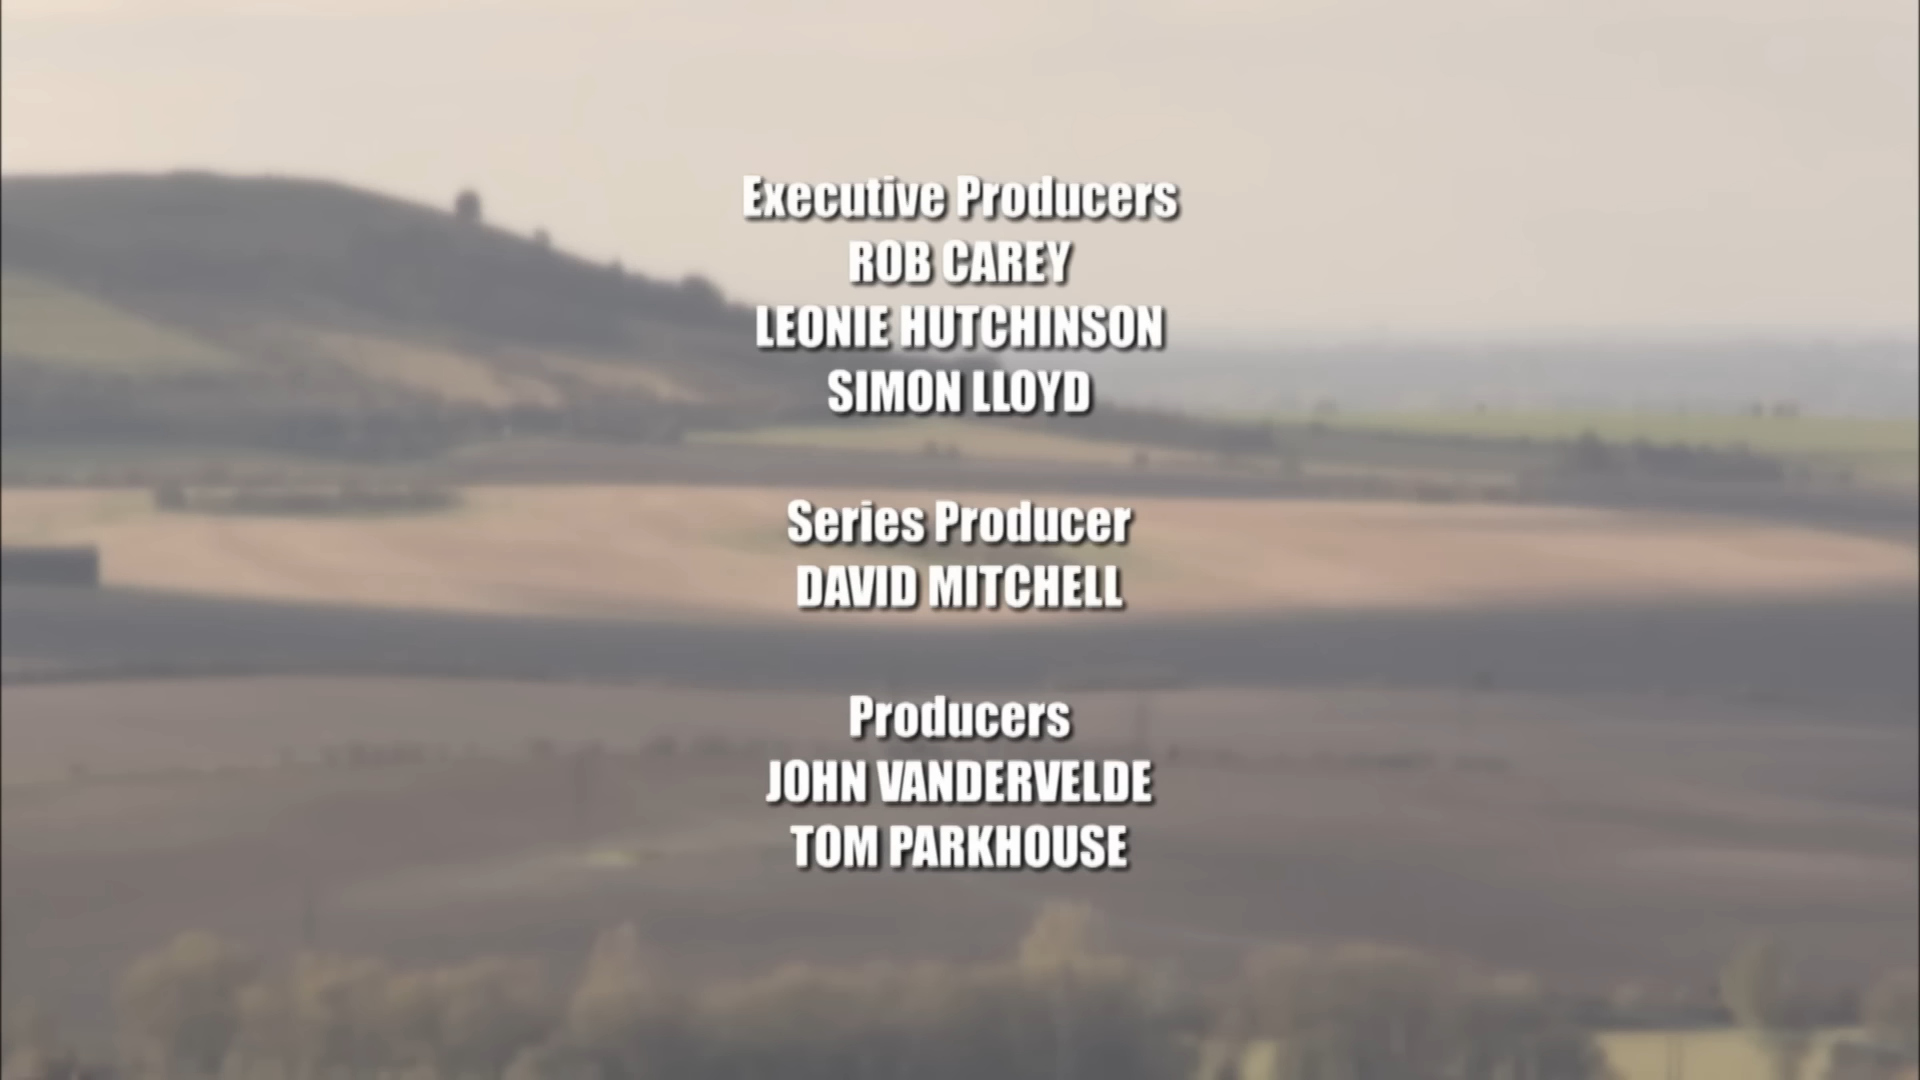 Executive Producers
ROB CAREY
LEONIE HUTCHINSON
SIMON LLOYD
Series Producer
DAVID MITCHELL
Producers
JOHN VANDERVELDE
TOM PARKHOUSE